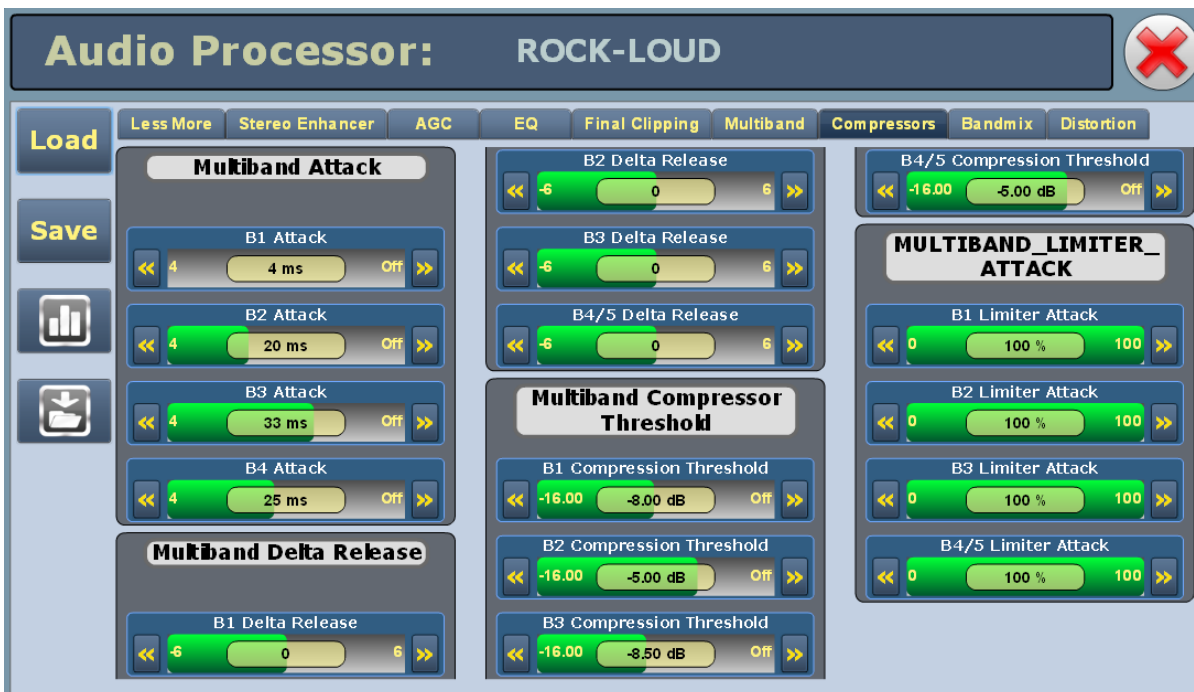 Audio Processor: ROCK-LOUD
Load
Save
Less More Stereo Enhancer AGC EQ Final Clipping Multiband Compressors Bandmix Distortion
Multiband Attack
B1 Attack
« 4 4 ms Off »
B2 Attack
« 4 20 ms Off »
B3 Attack
« 4 33 ms Off »
B4 Attack
« 4 25 ms Off »
Multiband Delta Release
B1 Delta Release
« -6 0 6 »
B2 Delta Release
« -6 0 6 »
B3 Delta Release
« -6 0 6 »
B4/5 Delta Release
« -6 0 6 »
Multiband Compressor
Threshold
B1 Compression Threshold
« -16.00 -8.00 dB Off »
B2 Compression Threshold
« -16.00 -5.00 dB Off »
B3 Compression Threshold
« -16.00 -8.50 dB Off »
B4/5 Compression Threshold
« -16.00 -5.00 dB Off »
MULTIBAND_LIMITER_
ATTACK
B1 Limiter Attack
« 0 100 % 100 »
B2 Limiter Attack
« 0 100 % 100 »
B3 Limiter Attack
« 0 100 % 100 »
B4/5 Limiter Attack
« 0 100 % 100 »